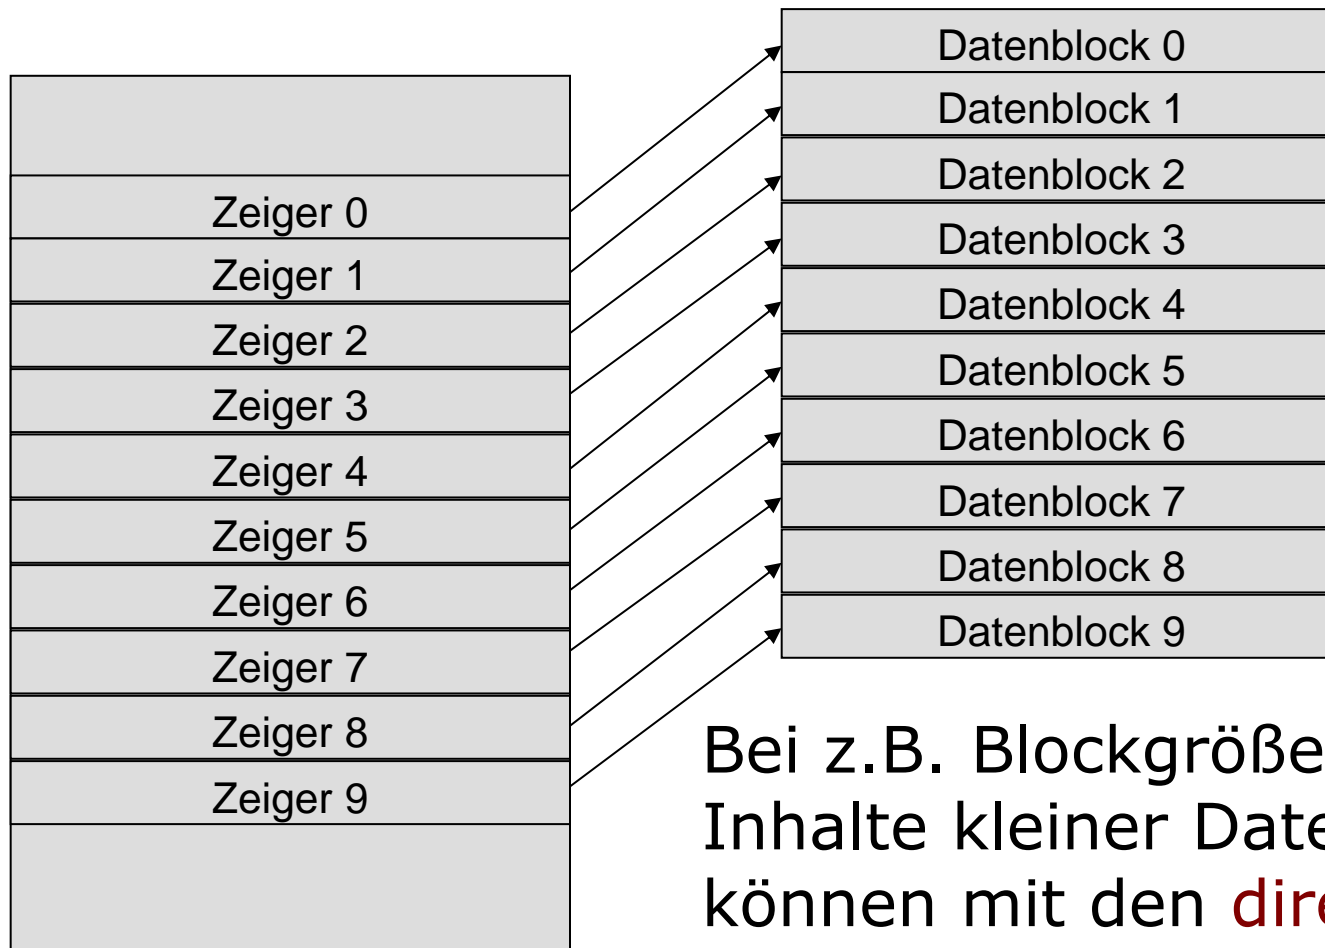 Zeiger 0
Zeiger 1
Zeiger 2
Zeiger 3
Zeiger 4
Zeiger 5
Zeiger 6
Zeiger 7
Zeiger 8
Zeiger 9
Datenblock 0
Datenblock 1
Datenblock 2
Datenblock 3
Datenblock 4
Datenblock 5
Datenblock 6
Datenblock 7
Datenblock 8
Datenblock 9
Bei z.B. Blockgröße
Inhalte kleiner Date
können mit den dire